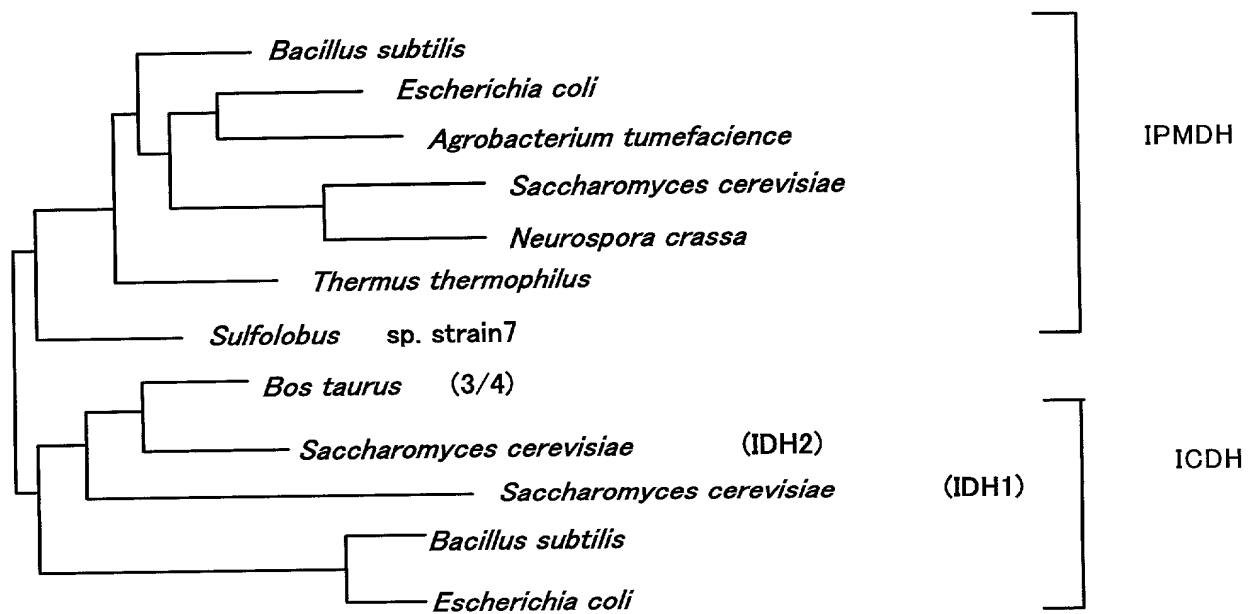 Bacillus subtilis
Escherichia coli
Agrobacterium tumefacience
IPMDH
Saccharomyces cerevisiae
Neurospora crassa
Thermus thermophilus
Sulfolobus sp. strain7
Bos taurus (3/4)
Saccharomyces cerevisiae (IDH2)
ICDH
Saccharomyces cerevisiae (IDH1)
Bacillus subtilis
Escherichia coli